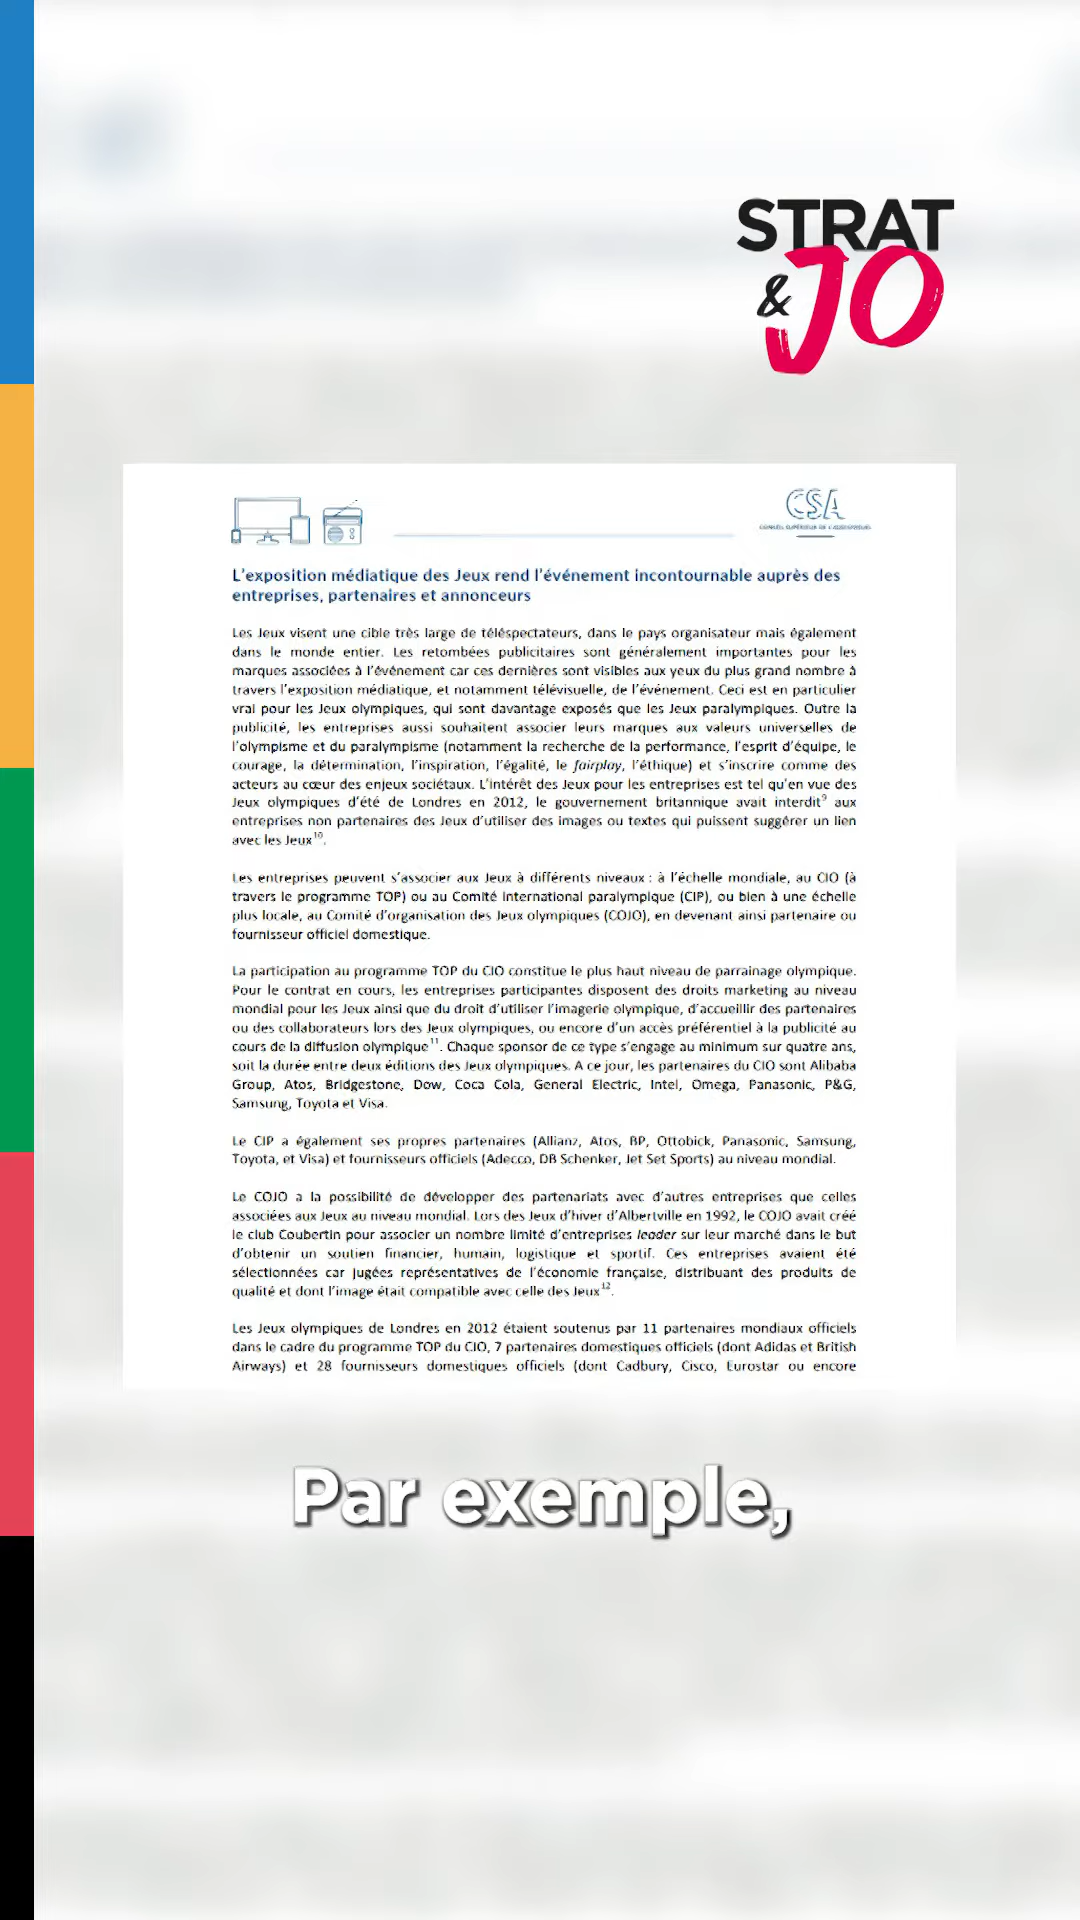 STRAT
& JO
CSA
CONSEIL SUPÉRIEUR DE L'AUDIOVISUEL
L'exposition médiatique des Jeux rend l'événement incontournable auprès des
entreprises, partenaires et annonceurs
Les Jeux visent une cible très large de téléspectateurs, dans le pays organisateur mais également
dans le monde entier. Les retombées publicitaires sont généralement importantes pour les
marques associées à l'événement car ces dernières sont visibles aux yeux du plus grand nombre à
travers l'exposition médiatique, et notamment télévisuelle, de l'événement. Ceci est en particulier
vrai pour les Jeux olympiques, qui sont davantage exposés que les Jeux paralympiques. Outre la
publicité, les entreprises aussi souhaitent associer leurs marques aux valeurs universelles de
l'olympisme et du paralympisme (notamment la recherche de la performance, l'esprit d'équipe, le
courage, la détermination, l'inspiration, l'égalité, le fairplay, l'éthique) et s'inscrire comme des
acteurs au cœur des enjeux sociétaux. L'intérêt des Jeux pour les entreprises est tel qu'en vue des
Jeux olympiques d'été de Londres en 2012, le gouvernement britannique avait interdit⁹ aux
entreprises non partenaires des Jeux d'utiliser des images ou textes qui puissent suggérer un lien
avec les Jeux¹⁰.
Les entreprises peuvent s'associer aux Jeux à différents niveaux : à l'échelle mondiale, au CIO (à
travers le programme TOP) ou au Comité international paralympique (CIP), ou bien à une échelle
plus locale, au Comité d'organisation des Jeux olympiques (COJO), en devenant ainsi partenaire ou
fournisseur officiel domestique.
La participation au programme TOP du CIO constitue le plus haut niveau de parrainage olympique.
Pour le contrat en cours, les entreprises participantes disposent des droits marketing au niveau
mondial pour les Jeux ainsi que du droit d'utiliser l'imagerie olympique, d'accueillir des partenaires
ou des collaborateurs lors des Jeux olympiques, ou encore d'un accès préférentiel à la publicité au
cours de la diffusion olympique¹¹. Chaque sponsor de ce type s'engage au minimum sur quatre ans,
soit la durée entre deux éditions des Jeux olympiques. A ce jour, les partenaires du CIO sont Alibaba
Group, Atos, Bridgestone, Dow, Coca Cola, General Electric, Intel, Omega, Panasonic, P&G,
Samsung, Toyota et Visa.
Le CIP a également ses propres partenaires (Allianz, Atos, BP, Ottobick, Panasonic, Samsung,
Toyota, et Visa) et fournisseurs officiels (Adecco, DB Schenker, Jet Set Sports) au niveau mondial.
Le COJO a la possibilité de développer des partenariats avec d'autres entreprises que celles
associées aux Jeux au niveau mondial. Lors des Jeux d'hiver d'Albertville en 1992, le COJO avait créé
le club Coubertin pour associer un nombre limité d'entreprises leader sur leur marché dans le but
d'obtenir un soutien financier, humain, logistique et sportif. Ces entreprises avaient été
sélectionnées car jugées représentatives de l'économie française, distribuant des produits de
qualité et dont l'image était compatible avec celle des Jeux¹².
Les Jeux olympiques de Londres en 2012 étaient soutenus par 11 partenaires mondiaux officiels
dans le cadre du programme TOP du CIO, 7 partenaires domestiques officiels (dont Adidas et British
Airways) et 28 fournisseurs domestiques officiels (dont Cadbury, Cisco, Eurostar ou encore
Par exemple,